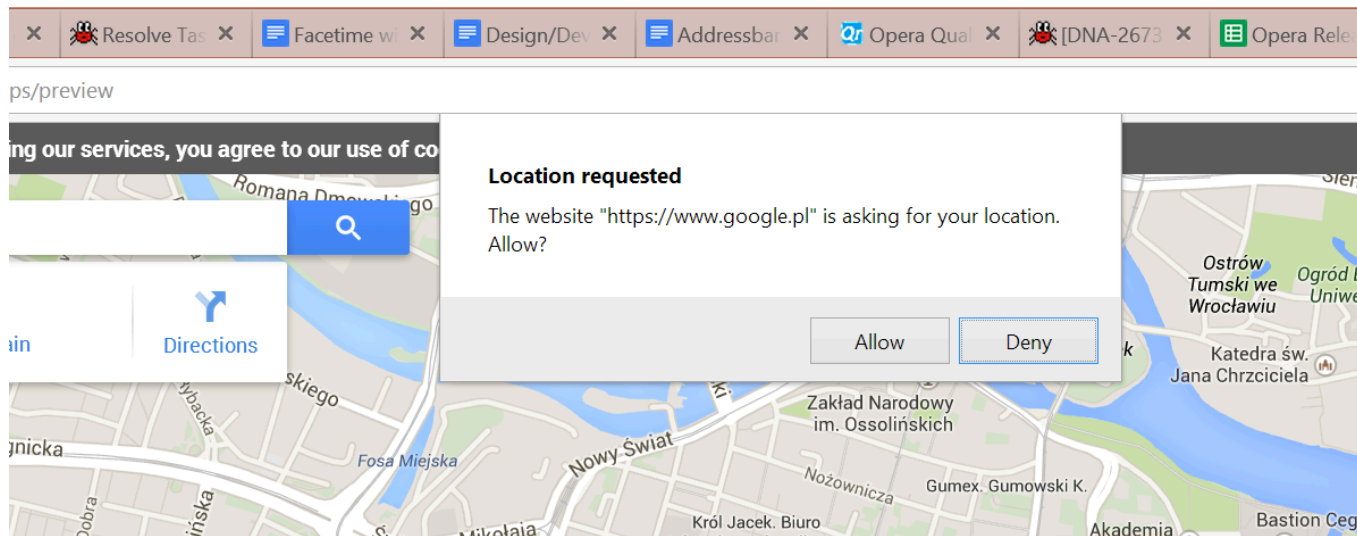 Resolve Tas
Facetime wi
Design/Dev
Addressbar
Opera Qual
[DNA-2673
Opera Rele
ps/preview
ing our services, you agree to our use of co
Location requested
The website "https://www.google.pl" is asking for your location.
Allow?
Allow
Deny
Romana Dmowskiego
ain
Directions
skiego
Ostrów
Tumski we
Wrocławiu
Ogród
Uniwe
Katedra św.
Jana Chrzciciela
Zakład Narodowy
im. Ossolińskich
gnicka
Fosa Miejska
Nowy Świat
Nożownicza
Gumex. Gumowski K.
Król Jacek. Biuro
Mikołaja
Akademia
Bastion Ceg